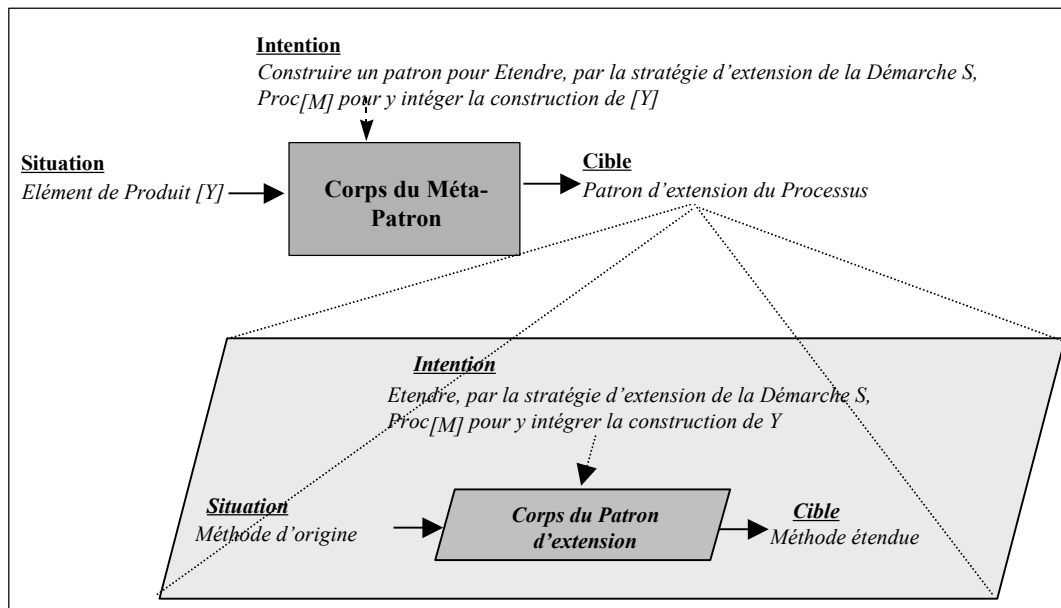 Intention
Construire un patron pour Etendre, par la stratégie d'extension de la Démarche S,
Proc[M] pour y intéger la construction de [Y]
Situation
Elément de Produit [Y]
Corps du Méta-
Patron
Cible
Patron d'extension du Processus
Intention
Etendre, par la stratégie d'extension de la Démarche S,
Proc[M] pour y intégrer la construction de Y
Situation
Méthode d'origine
Corps du Patron
d'extension
Cible
Méthode étendue